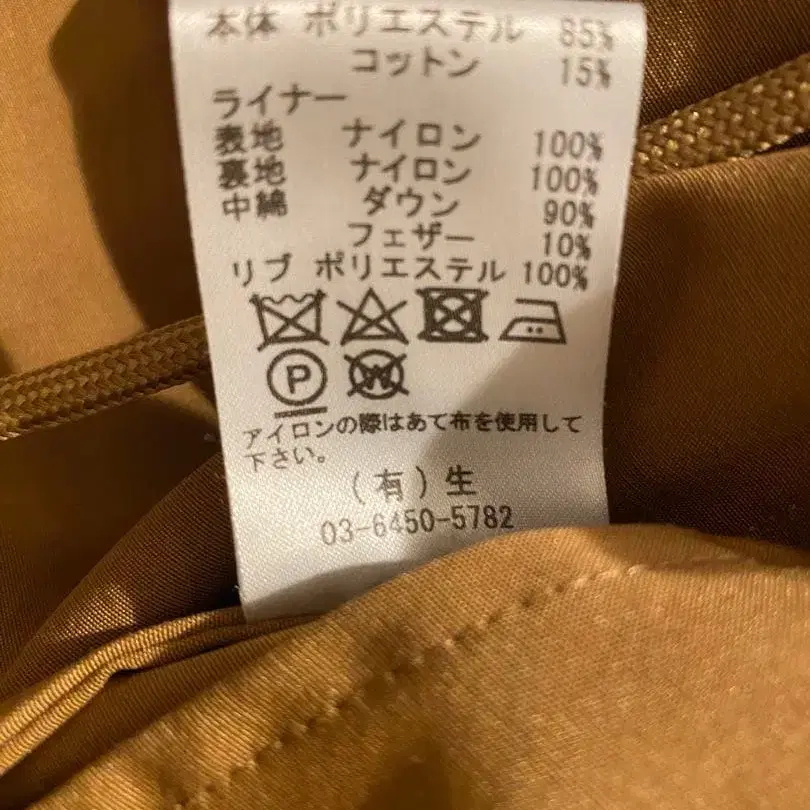 本体 ポリエステル 85%
コットン 15%
ライナー
表地 ナイロン 100%
裏地 ナイロン 100%
中綿 ダウン 90%
フェザー 10%
リブ ポリエステル 100%
P W
アイロンの際はあて布を使用して
下さい。
(有)生
03-6450-5782